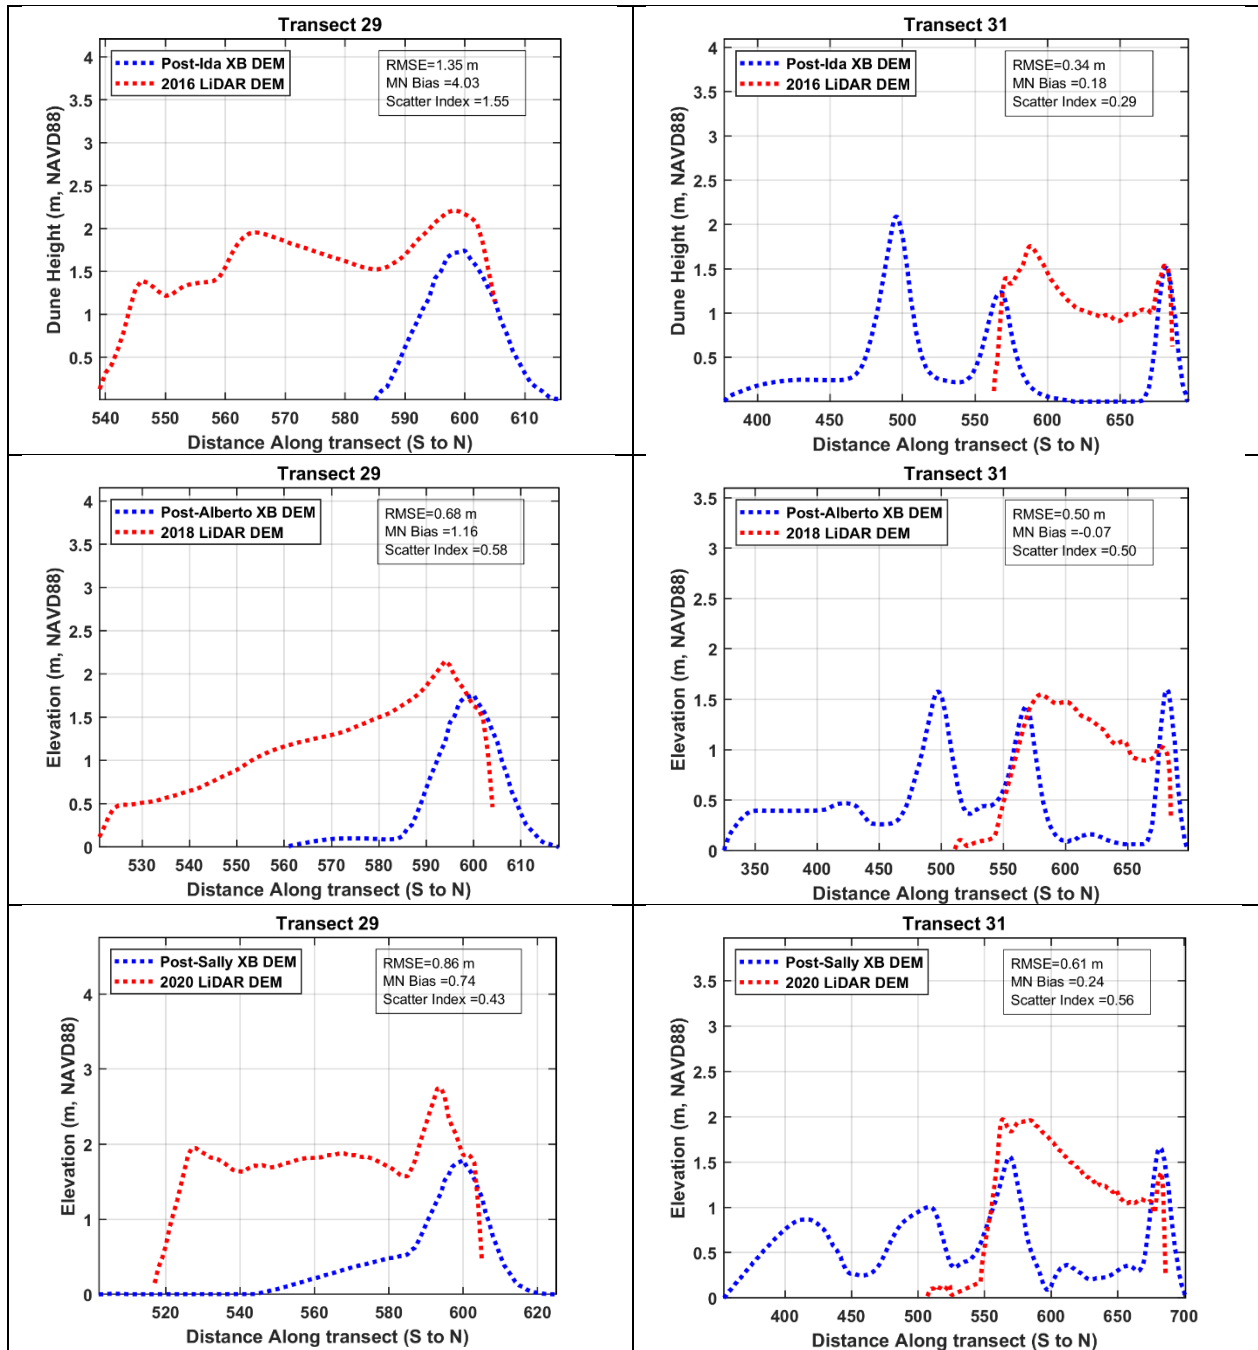 Transect 29
Post-Ida XB DEM
2016 LiDAR DEM
RMSE=1.35 m
MN Bias =4.03
Scatter Index =1.55
4
3.5
3
2.5
2
1.5
1
0.5
Dune Height (m, NAVD88)
540 550 560 570 580 590 600 610
Distance Along transect (S to N)
Transect 31
Post-Ida XB DEM
2016 LiDAR DEM
RMSE=0.34 m
MN Bias =0.18
Scatter Index =0.29
4
3.5
3
2.5
2
1.5
1
0.5
Dune Height (m, NAVD88)
400 450 500 550 600 650
Distance Along transect (S to N)
Transect 29
Post-Alberto XB DEM
2018 LiDAR DEM
RMSE=0.68 m
MN Bias =1.16
Scatter Index =0.58
4
3.5
3
2.5
2
1.5
1
0.5
0
Elevation (m, NAVD88)
530 540 550 560 570 580 590 600 610
Distance Along transect (S to N)
Transect 31
Post-Alberto XB DEM
2018 LiDAR DEM
RMSE=0.50 m
MN Bias =-0.07
Scatter Index =0.50
3.5
3
2.5
2
1.5
1
0.5
0
Elevation (m, NAVD88)
350 400 450 500 550 600 650
Distance Along transect (S to N)
Transect 29
Post-Sally XB DEM
2020 LiDAR DEM
RMSE=0.86 m
MN Bias =0.74
Scatter Index =0.43
4
3
2
1
0
Elevation (m, NAVD88)
520 540 560 580 600 620
Distance Along transect (S to N)
Transect 31
Post-Sally XB DEM
2020 LiDAR DEM
RMSE=0.61 m
MN Bias =0.24
Scatter Index =0.56
3.5
3
2.5
2
1.5
1
0.5
0
Elevation (m, NAVD88)
400 450 500 550 600 650 700
Distance Along transect (S to N)